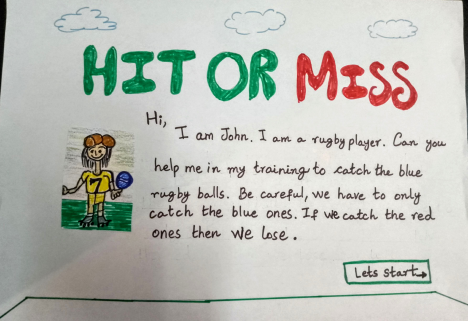 HIT OR MISS
Hi,
I am John. I am a rugby player. Can you
help me in my training to catch the blue
rugby balls. Be careful, we have to only
catch the blue ones. If we catch the red
ones then we lose.
7
Lets start